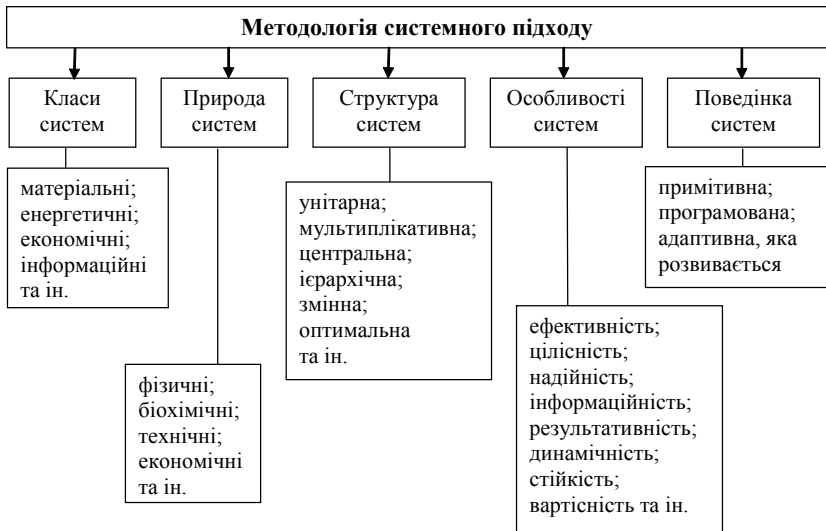 Методологія системного підходу
Класи
систем
Природа
систем
Структура
систем
Особливості
систем
Поведінка
систем
матеріальні;
енергетичні;
економічні;
інформаційні
та ін.
фізичні;
біохімічні;
технічні;
економічні
та ін.
унітарна;
мультиплікативна;
центральна;
ієрархічна;
змінна;
оптимальна
та ін.
ефективність;
цілісність;
надійність;
інформаційність;
результативність;
динамічність;
стійкість;
вартісність та ін.
примітивна;
програмована;
адаптивна, яка
розвивається